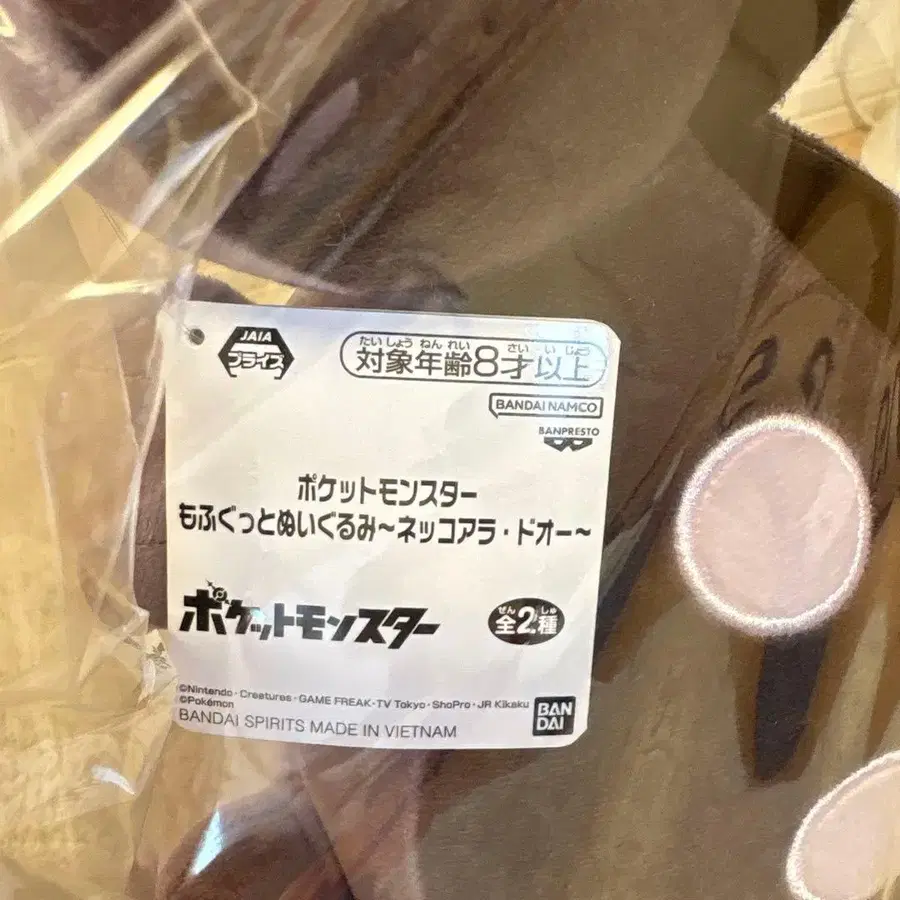 JAIA
プライズ
たいしょうねんれい さいいじょう
対象年齢8才以上
BANDAI NAMCO
BANPRESTO
ポケットモンスター
もふぐっとぬいぐるみ～ネッコアラ・ドオー～
ポケットモンスター
ぜん しゅ
全2種
©Nintendo・Creatures・GAME FREAK・TV Tokyo・ShoPro・JR Kikaku
©Pokémon
BANDAI SPIRITS MADE IN VIETNAM
BAN
DAI